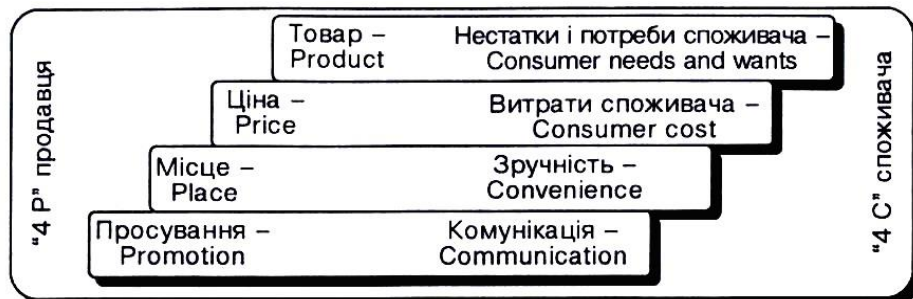 "4 Р" продавця
Товар – Нестатки і потреби споживача –
Product Consumer needs and wants
Ціна – Витрати споживача –
Price Consumer cost
Місце – Зручність –
Place Convenience
Просування – Комунікація –
Promotion Communication
"4 С" споживача